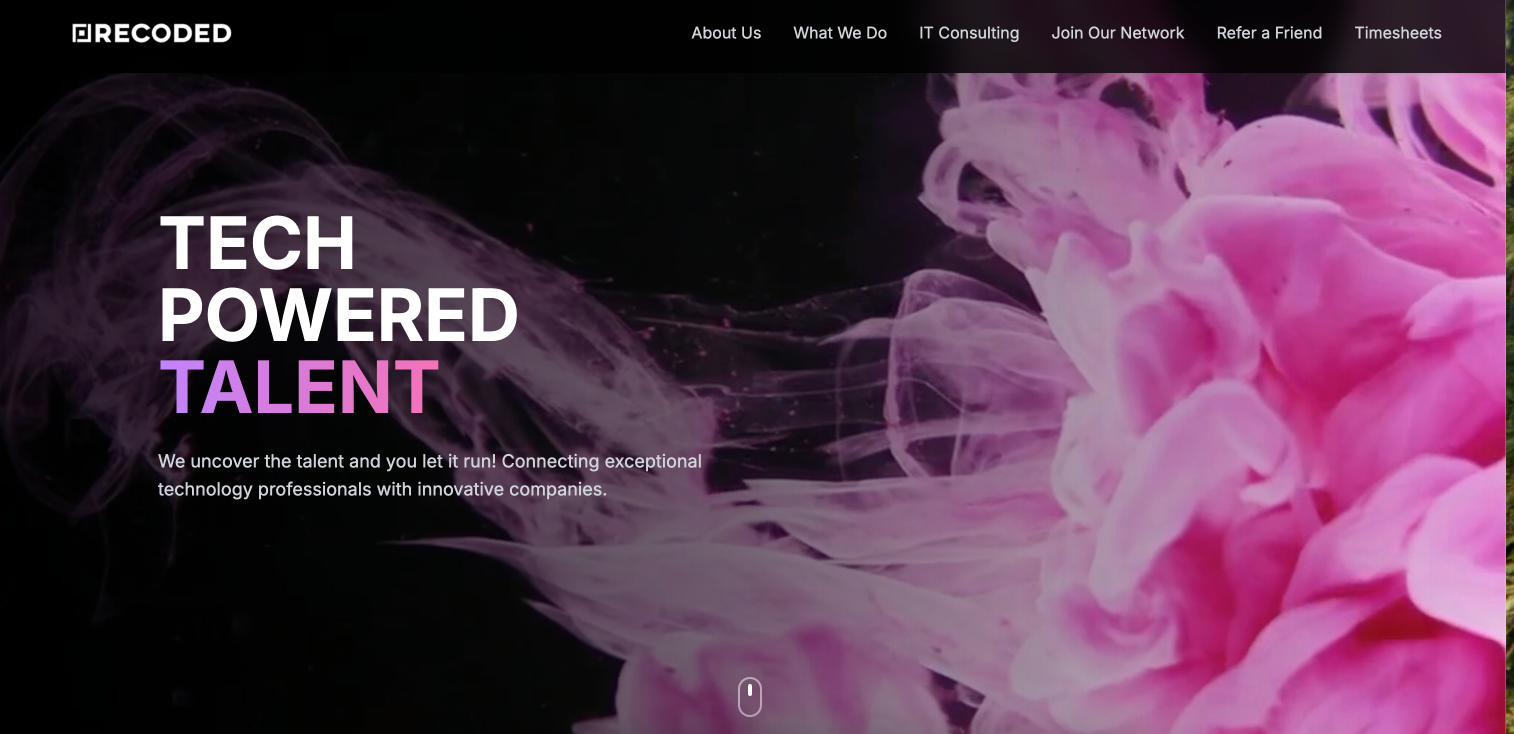 RECODED
About Us
What We Do
IT Consulting
Join Our Network
Refer a Friend
Timesheets
TECH
POWERED
TALENT
We uncover the talent and you let it run! Connecting exceptional
technology professionals with innovative companies.